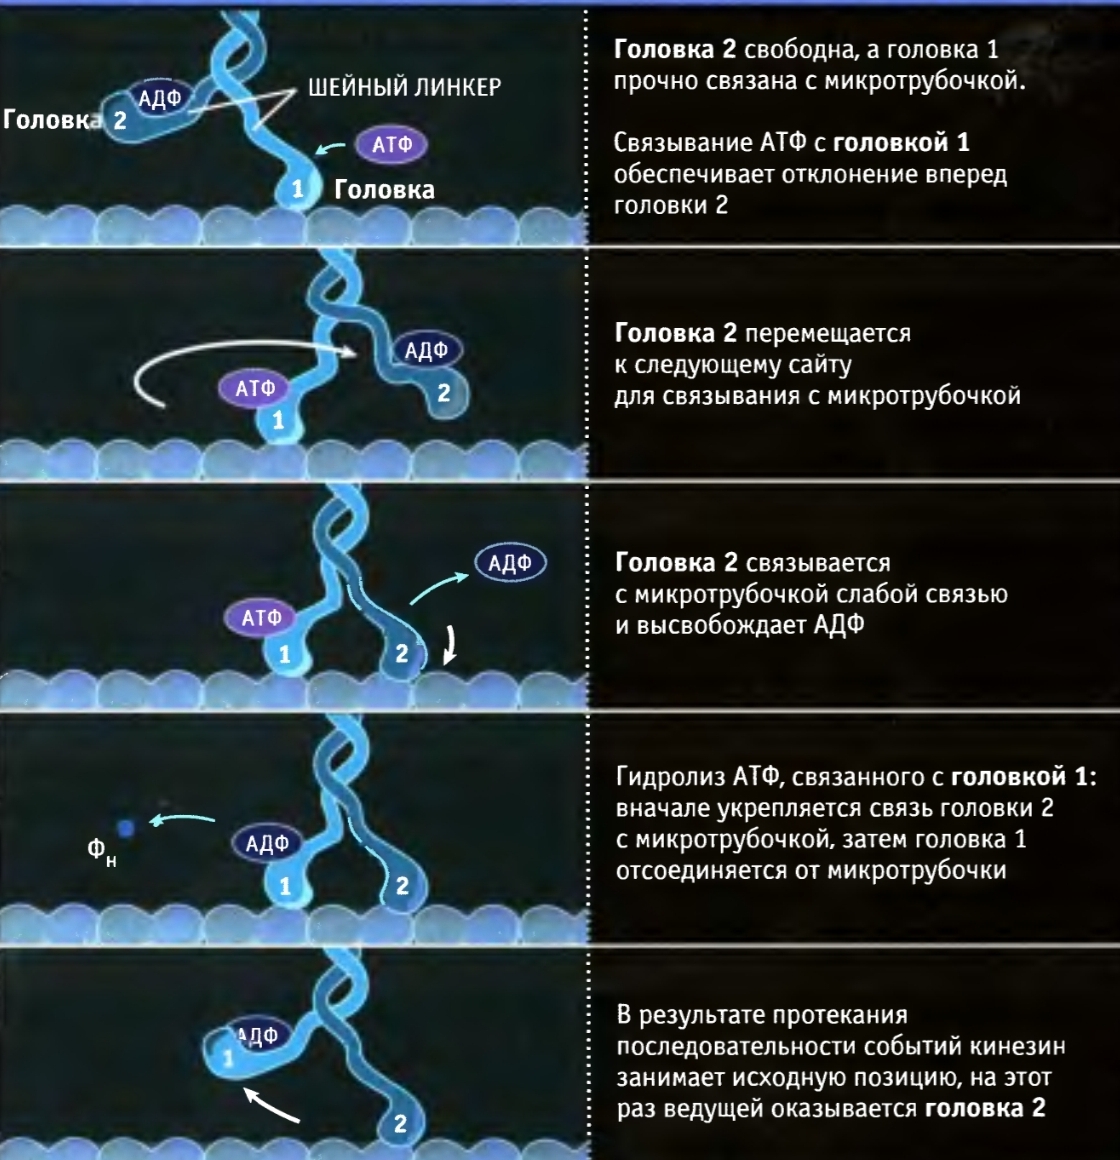 Головка 2
АДФ
ШЕЙНЫЙ ЛИНКЕР
АТФ
1
Головка
Головка 2 свободна, а головка 1
прочно связана с микротрубочкой.
Связывание АТФ с головкой 1
обеспечивает отклонение вперед
головки 2
АДФ
АТФ
2
1
Головка 2 перемещается
к следующему сайту
для связывания с микротрубочкой
АДФ
АТФ
1
2
Головка 2 связывается
с микротрубочкой слабой связью
и высвобождает АДФ
Фн
АДФ
1
2
Гидролиз АТФ, связанного с головкой 1:
вначале укрепляется связь головки 2
с микротрубочкой, затем головка 1
отсоединяется от микротрубочки
АДФ
1
2
В результате протекания
последовательности событий кинезин
занимает исходную позицию, на этот
раз ведущей оказывается головка 2